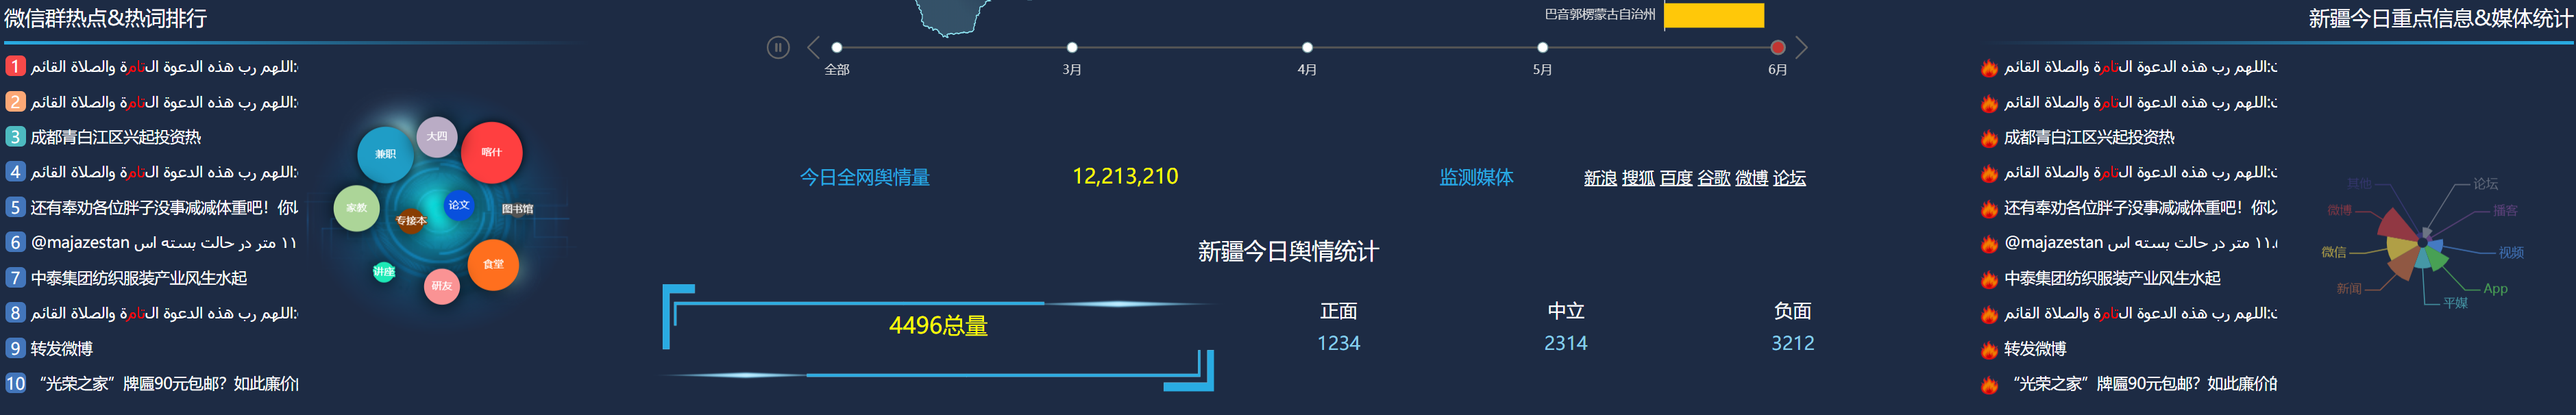 微信群热点&热词排行
1 :اللهم رب هذه الدعوة التامة والصلاة القائم
2 :اللهم رب هذه الدعوة التامة والصلاة القائم
3 成都青白江区兴起投资热
4 :اللهم رب هذه الدعوة التامة والصلاة القائم
5 还有奉劝各位胖子没事减减体重吧！你以
6 @majazestan ۱۱ متر در حالت بسته اس
7 中泰集团纺织服装产业风生水起
8 :اللهم رب هذه الدعوة التامة والصلاة القائم
9 转发微博
10 “光荣之家”牌匾90元包邮？如此廉价
大四
兼职
喀什
家教
专接本
论文
图书馆
讲座
研友
食堂
巴音郭楞蒙古自治州
全部 3月 4月 5月 6月
今日全网舆情量 12,213,210 监测媒体 新浪 搜狐 百度 谷歌 微博 论坛
新疆今日舆情统计
4496总量
正面 中立 负面
1234 2314 3212
新疆今日重点信息&媒体统计
ت:اللهم رب هذه الدعوة التامة والصلاة القائم
ت:اللهم رب هذه الدعوة التامة والصلاة القائم
成都青白江区兴起投资热
ت:اللهم رب هذه الدعوة التامة والصلاة القائم
还有奉劝各位胖子没事减减体重吧！你以
@majazestan ۱۱.۵ متر در حالت بسته اس
中泰集团纺织服装产业风生水起
ت:اللهم رب هذه الدعوة التامة والصلاة القائم
转发微博
“光荣之家”牌匾90元包邮？如此廉价的
其他
论坛
微博
播客
微信
视频
新闻
App
平媒